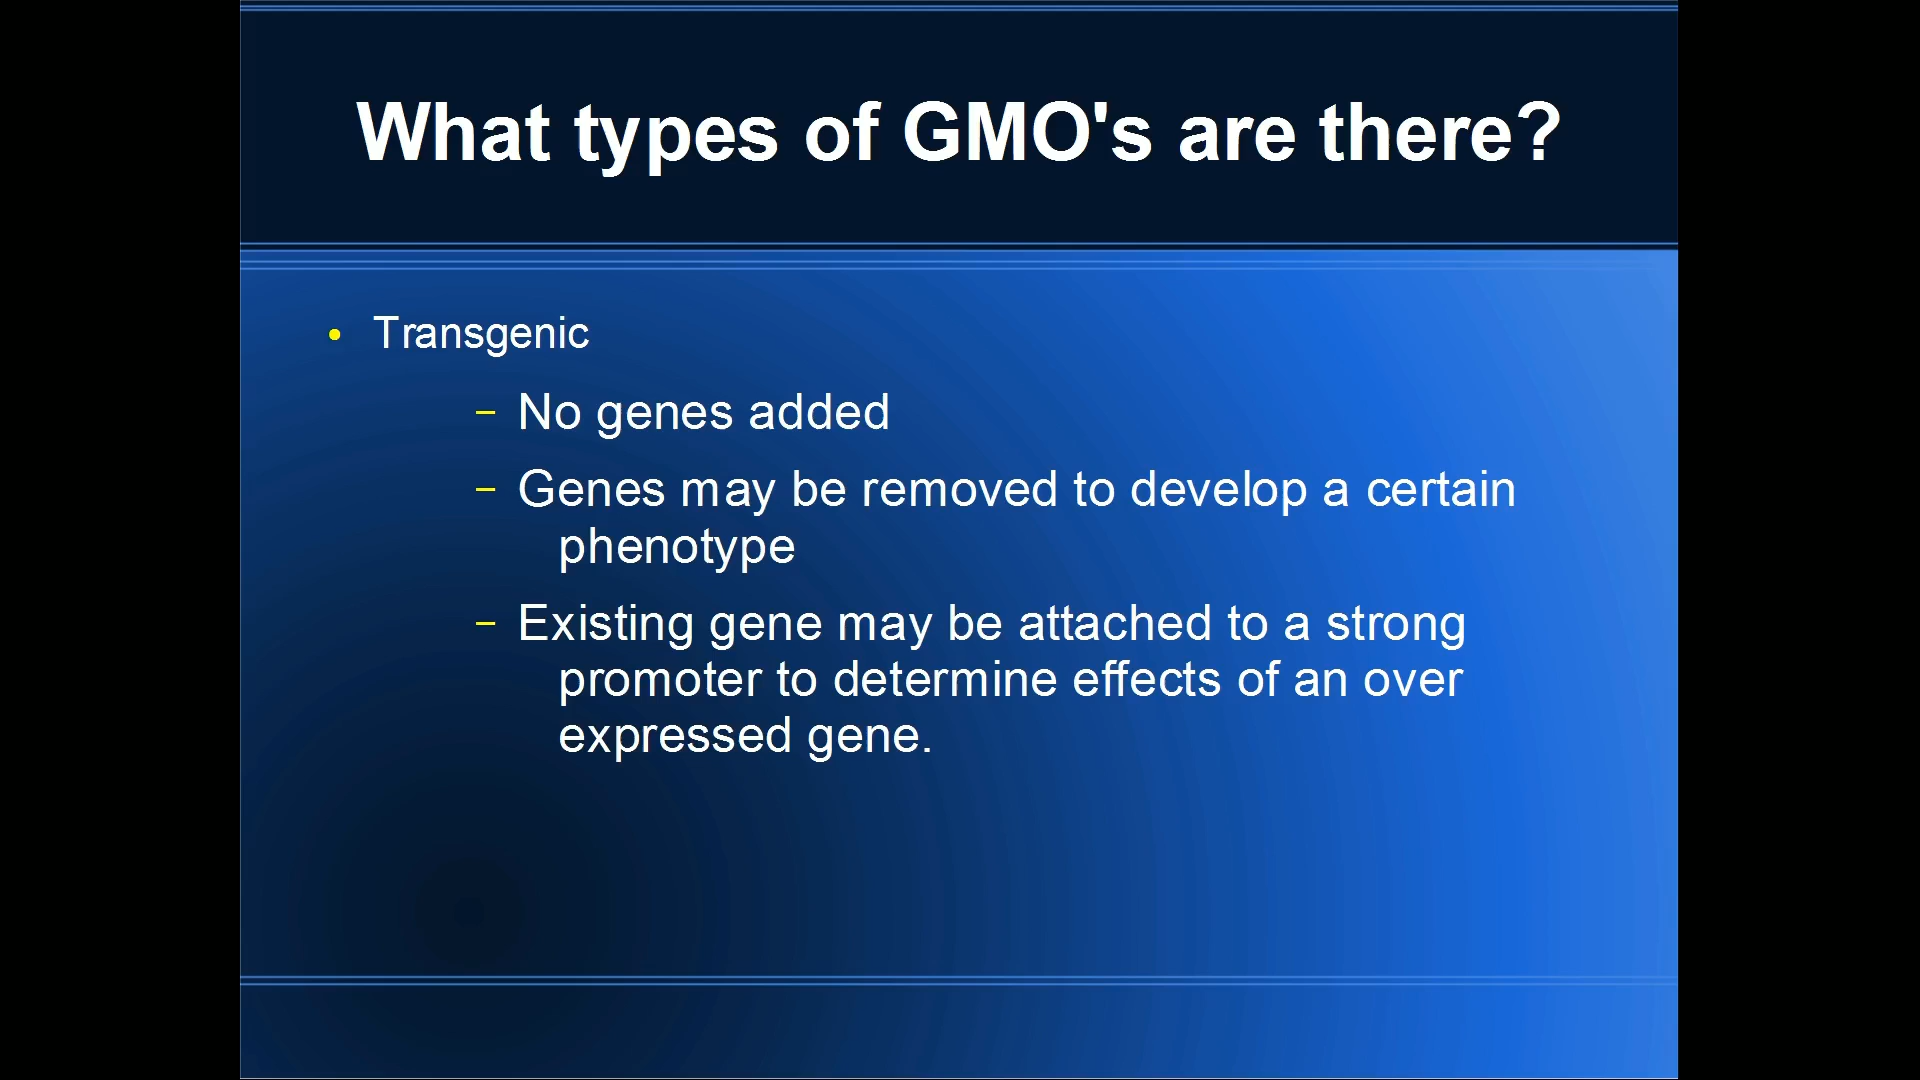 What types of GMO's are there?
• Transgenic
– No genes added
– Genes may be removed to develop a certain
phenotype
– Existing gene may be attached to a strong
promoter to determine effects of an over
expressed gene.